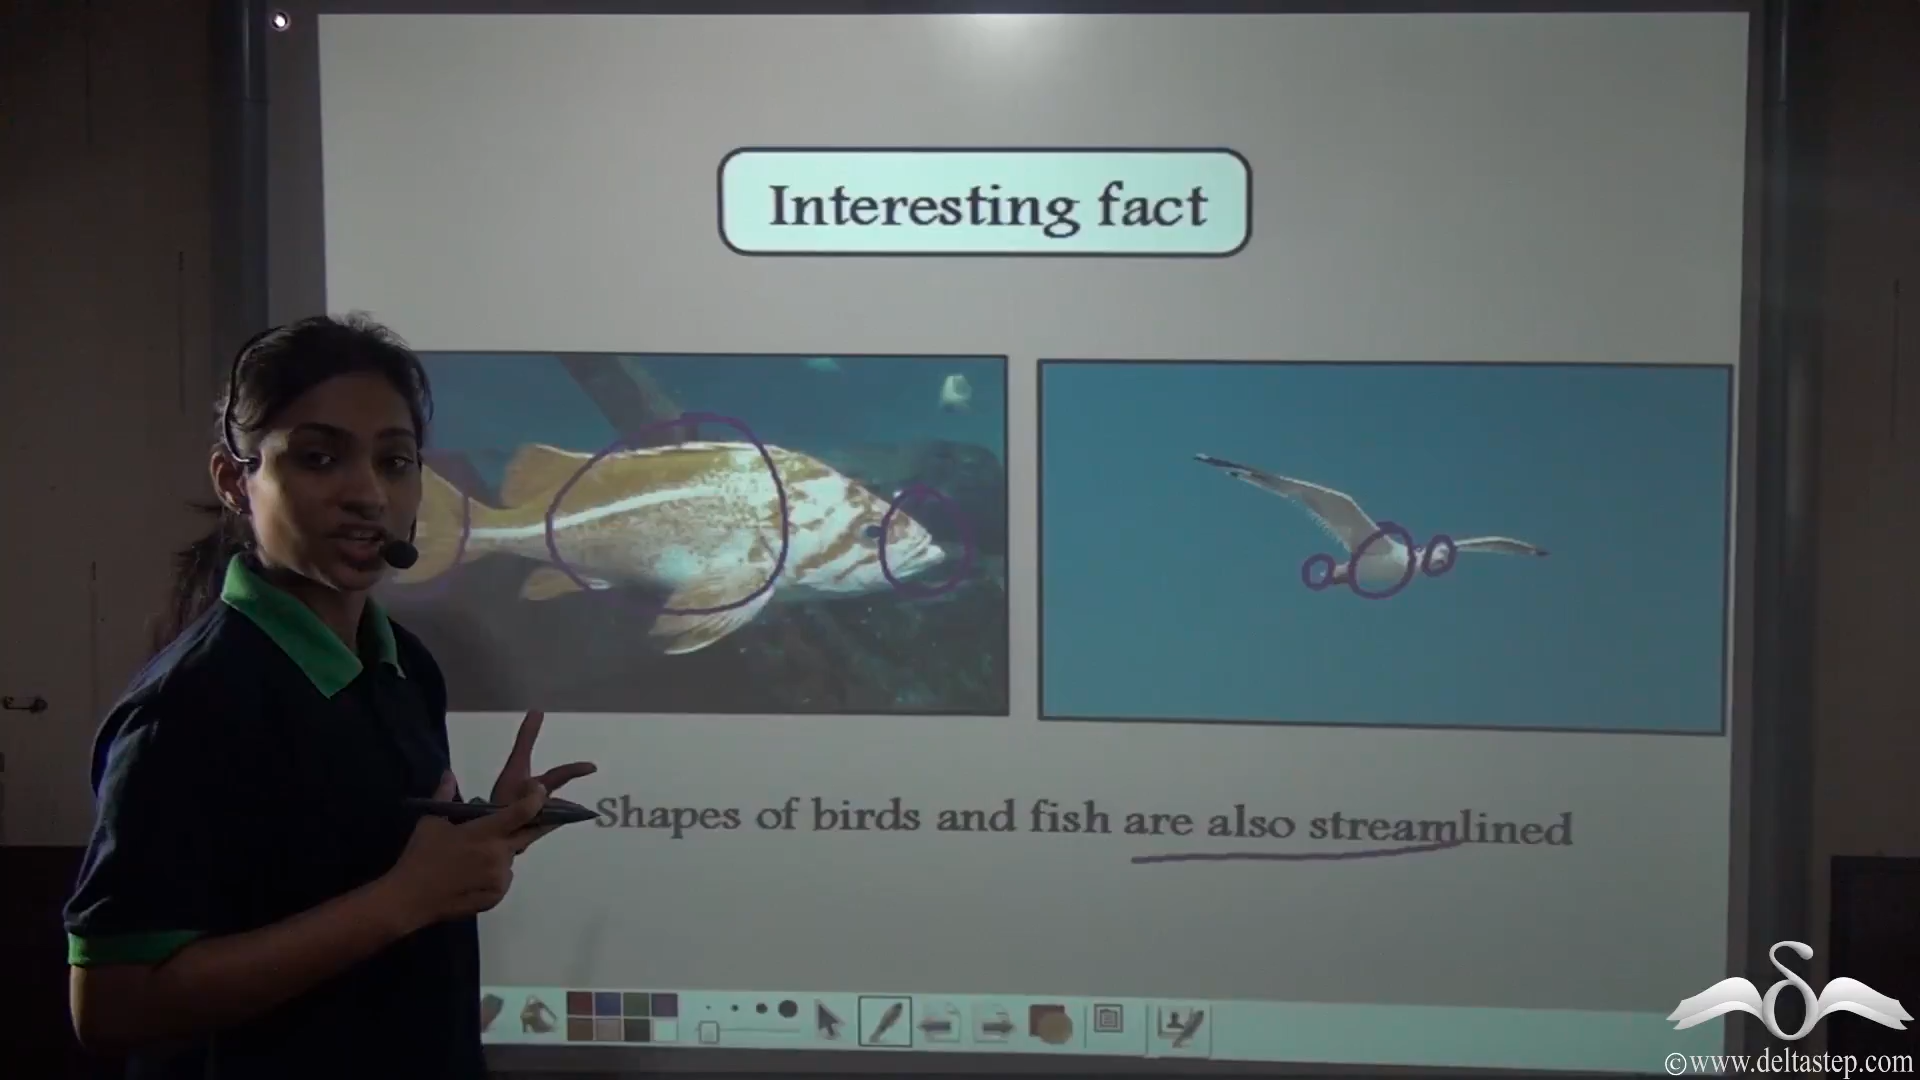 Interesting fact
Shapes of birds and fish are also streamlined
©www.deltastep.com